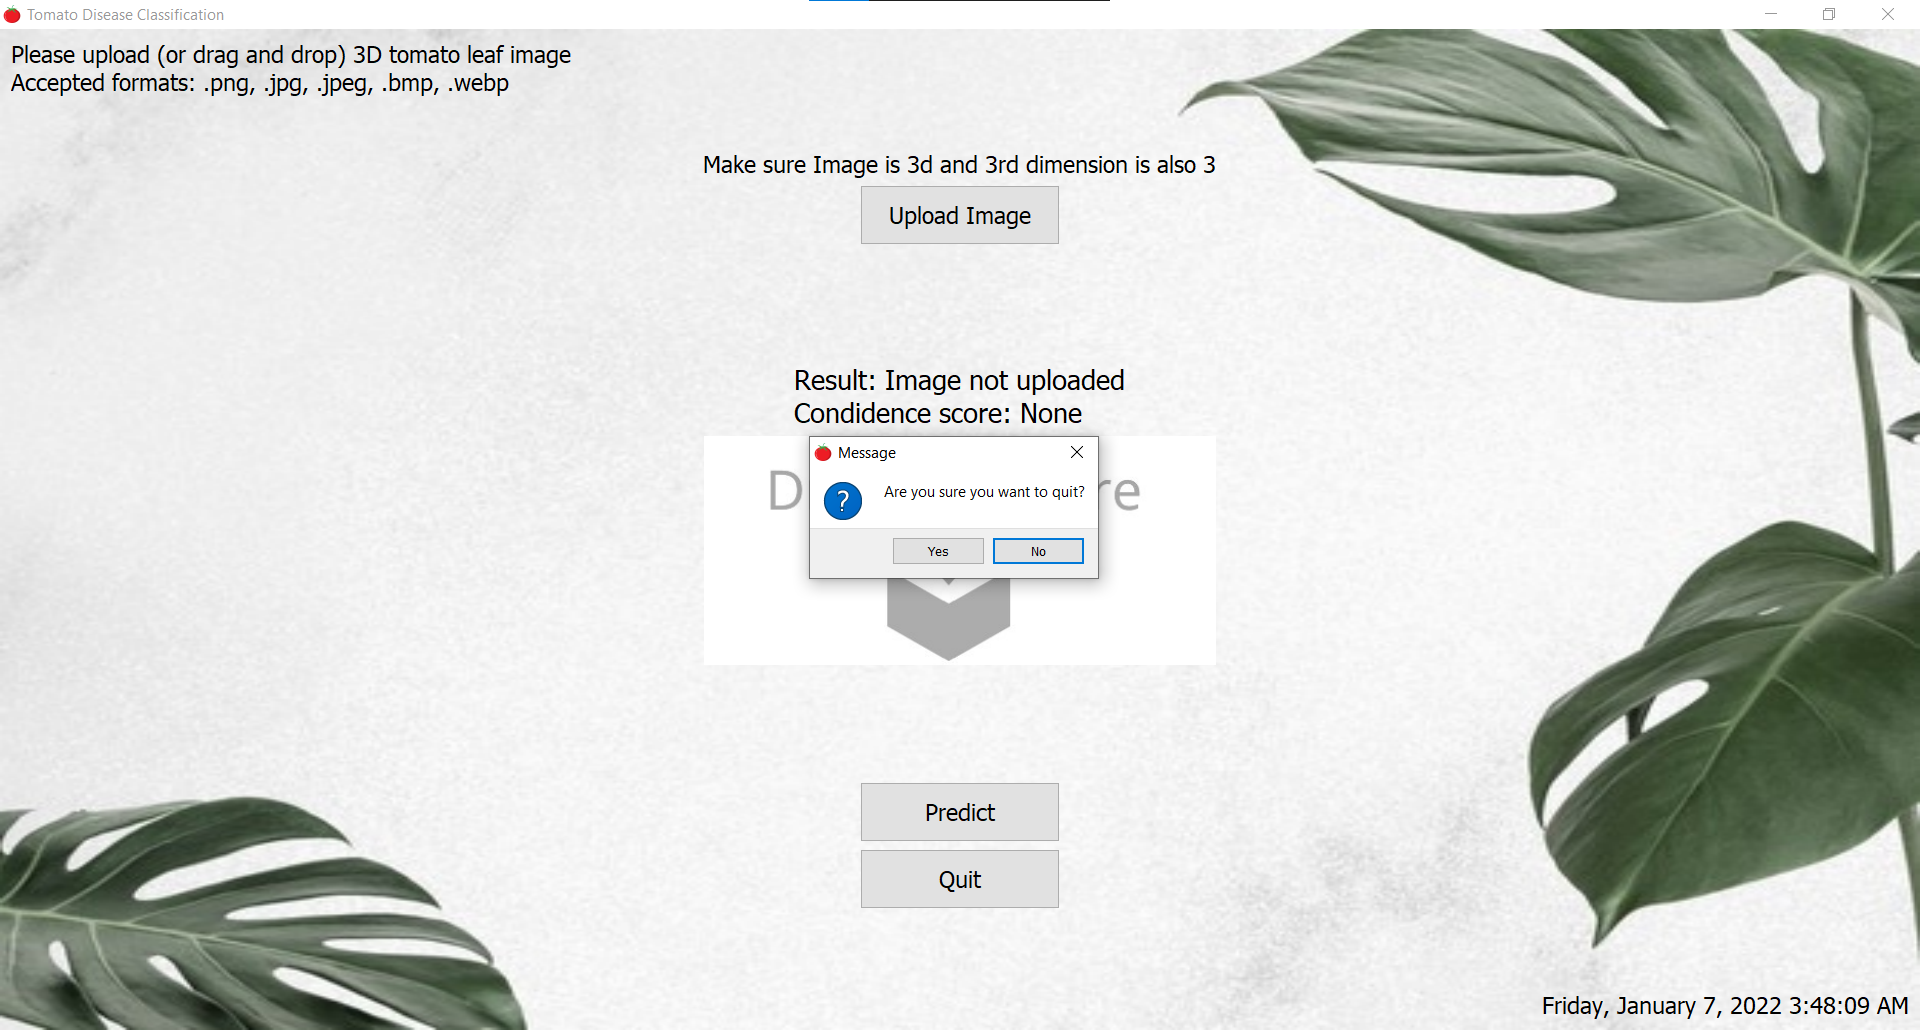 Tomato Disease Classification
Please upload (or drag and drop) 3D tomato leaf image
Accepted formats: .png, .jpg, .jpeg, .bmp, .webp
Make sure Image is 3d and 3rd dimension is also 3
Upload Image
Result: Image not uploaded
Condidence score: None
Message
Are you sure you want to quit?
Yes
No
Predict
Quit
Friday, January 7, 2022 3:48:09 AM